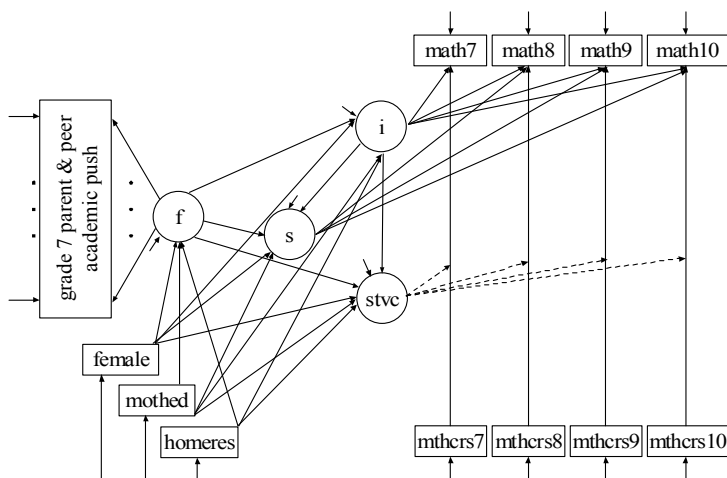 math7 math8 math9 math10
i
grade 7 parent & peer
academic push
f
s
stvc
female
mothed
homeres
mthcrs7 mthcrs8 mthcrs9 mthcrs10